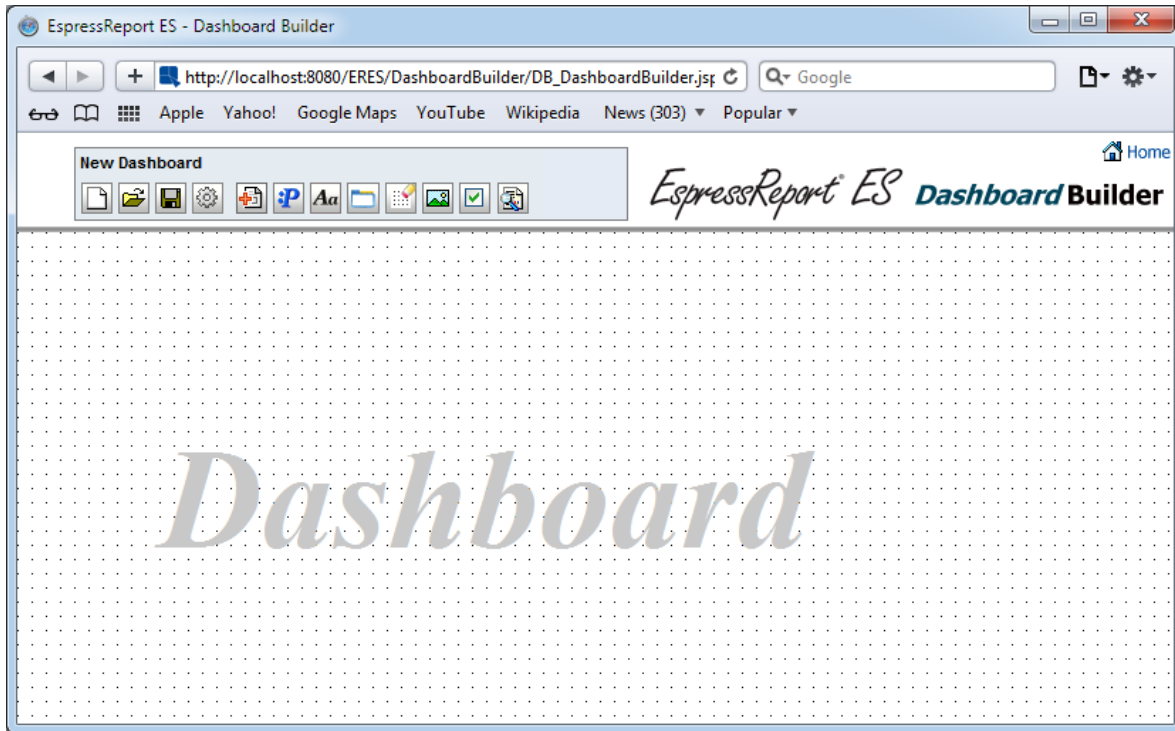 EspressReport ES - Dashboard Builder
http://localhost:8080/ERES/DashboardBuilder/DB_DashboardBuilder.jsp
Google
Apple Yahoo! Google Maps YouTube Wikipedia News (303) Popular
Home
New Dashboard
:P Aa
EspressReport® ES Dashboard Builder
Dashboard